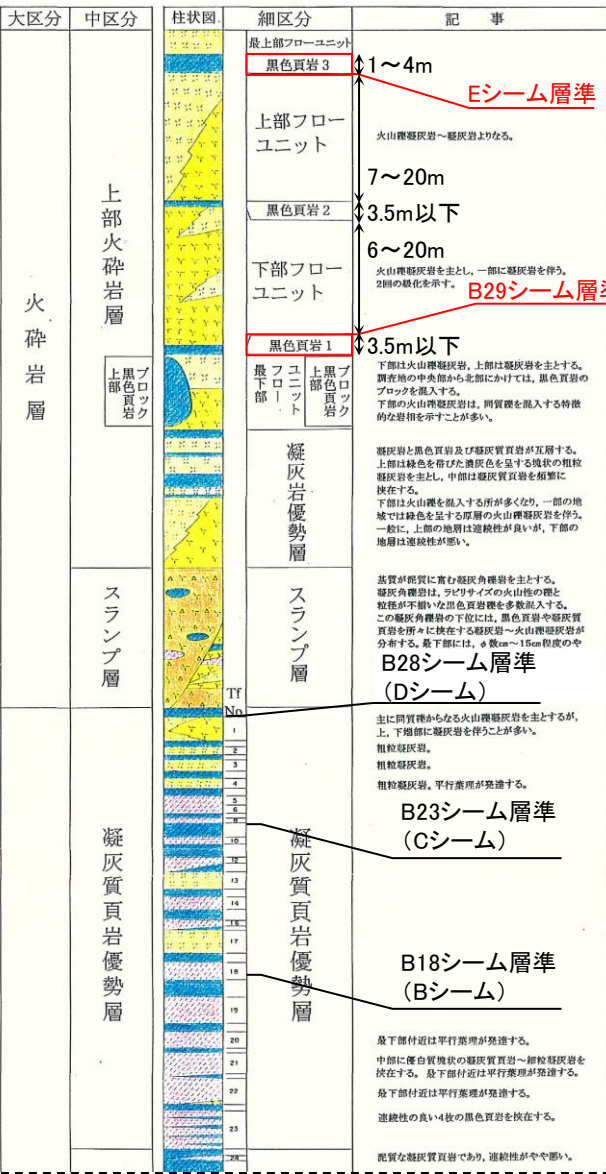 大区分 中区分 柱状図 細区分 記 事
最上部フローユニット
黒色頁岩3
1～4m
Eシーム層準
上部フロー
ユニット
火山礫凝灰岩～凝灰岩よりなる。
7～20m
黒色頁岩2
3.5m以下
6～20m
下部フロー
ユニット
火山礫凝灰岩を主とし，一部に凝灰岩を伴う。
2回の級化を示す。
B29シーム層準
黒色頁岩1
3.5m以下
火砕岩層
上部火砕岩層
上部黒色頁岩ブロック
最下部フローユニット
上部黒色頁岩ブロック
下部は火山礫凝灰岩，上部は凝灰岩を主とする。
調査地の中央部から北部にかけては，黒色頁岩の
ブロックを混入する。
下部の火山礫凝灰岩は，同質礫を混入する特徴
的な岩相を示すことが多い。
凝灰岩優勢層
凝灰岩と黒色頁岩及び凝灰質頁岩が互層する。
上部は緑色を帯びた濃灰色を呈する塊状の粗粒
凝灰岩を主とし，中部は凝灰質頁岩を頻繁に
挟在する。
下部は火山礫を混入する所が多くなり，一部の地
域では緑色を呈する厚層の火山礫凝灰岩を伴う。
一般に，上部の地層は連続性が良いが，下部の
地層は連続性が悪い。
スランプ層
スランプ層
基質が泥質に富む凝灰角礫岩を主とする。
凝灰角礫岩は，ラピリサイズの火山性の礫と
粒径が不揃いな黒色頁岩礫を多数混入する。
この凝灰角礫岩の下位には，黒色頁岩や凝灰質
頁岩を所々に挟在する凝灰岩～火山礫凝灰岩が
分布する。最下部には，φ数cm～15cm程度のや
B28シーム層準
（Dシーム）
Tf
No.
1
主に同質礫からなる火山礫凝灰岩を主とするが，
上，下端部に凝灰岩を伴うことが多い。
2
粗粒凝灰岩。
3
粗粒凝灰岩。
4
粗粒凝灰岩。平行葉理が発達する。
5
6
8
B23シーム層準
（Cシーム）
10
12
13
14
16
17
凝灰質頁岩優勢層
凝灰質頁岩優勢層
18
B18シーム層準
（Bシーム）
19
20
最下部付近は平行葉理が発達する。
21
中部に優白質塊状の凝灰質頁岩～細粒凝灰岩を
挟在する。最下部付近は平行葉理が発達する。
22
最下部付近は平行葉理が発達する。
23
連続性の良い4枚の黒色頁岩を挟在する。
24
泥質な凝灰質頁岩であり，連続性がやや悪い。